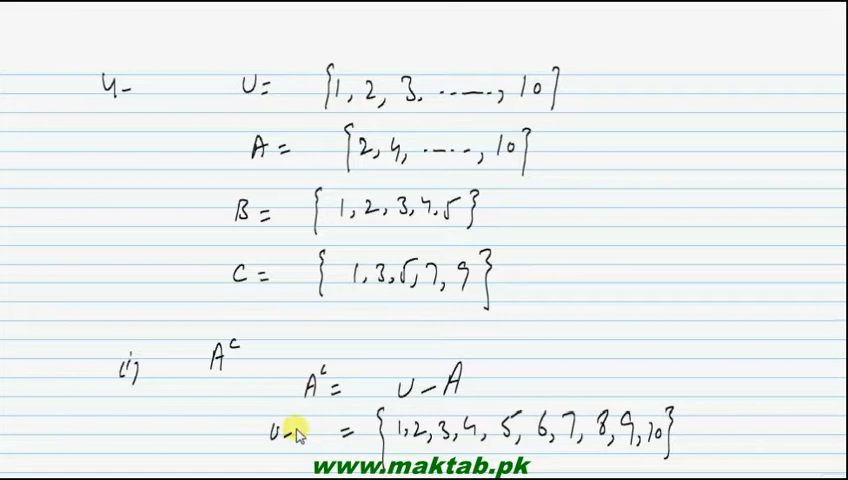 4- U= {1, 2, 3. ......, 10}
A = {2, 4, ....., 10}
B = { 1, 2, 3, 4, 5 }
C = { 1, 3, 5, 7, 9 }
(i) A^c
A^c = U - A
U- = { 1, 2, 3, 4, 5, 6, 7, 8, 9, 10 }
www.maktab.pk